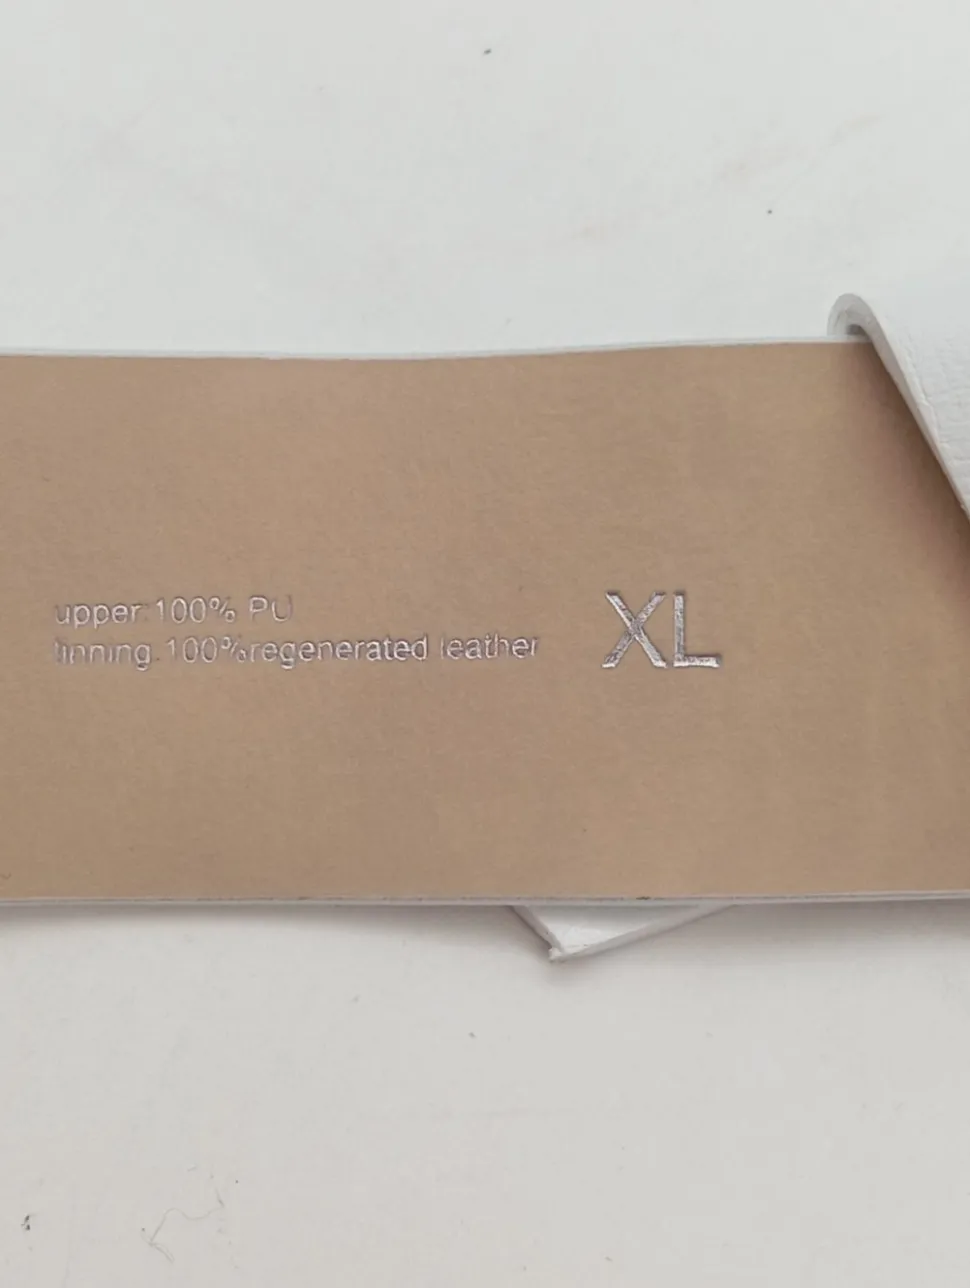 upper:100% PU
linning:100%regenerated leather
XL